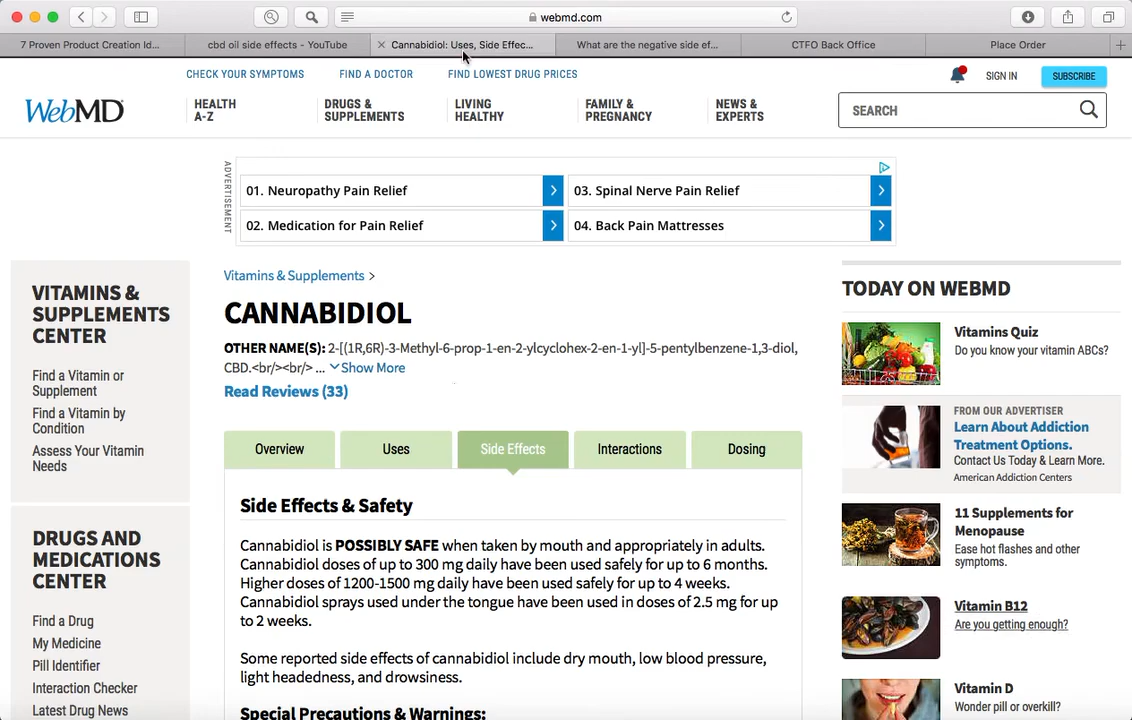 webmd.com
7 Proven Product Creation Id...
cbd oil side effects - YouTube
Cannabidiol: Uses, Side Effec...
What are the negative side ef...
CTFO Back Office
Place Order
CHECK YOUR SYMPTOMS
FIND A DOCTOR
FIND LOWEST DRUG PRICES
SIGN IN
SUBSCRIBE
WebMD
HEALTH
A-Z
DRUGS &
SUPPLEMENTS
LIVING
HEALTHY
FAMILY &
PREGNANCY
NEWS &
EXPERTS
SEARCH
ADVERTISEMENT
01. Neuropathy Pain Relief
03. Spinal Nerve Pain Relief
02. Medication for Pain Relief
04. Back Pain Mattresses
VITAMINS &
SUPPLEMENTS
CENTER
Find a Vitamin or
Supplement
Find a Vitamin by
Condition
Assess Your Vitamin
Needs
DRUGS AND
MEDICATIONS
CENTER
Find a Drug
My Medicine
Pill Identifier
Interaction Checker
Latest Drug News
Vitamins & Supplements >
CANNABIDIOL
OTHER NAME(S): 2-[(1R,6R)-3-Methyl-6-prop-1-en-2-ylcyclohex-2-en-1-yl]-5-pentylbenzene-1,3-diol,
CBD.<br/><br/> ... Show More
Read Reviews (33)
Overview
Uses
Side Effects
Interactions
Dosing
Side Effects & Safety
Cannabidiol is POSSIBLY SAFE when taken by mouth and appropriately in adults.
Cannabidiol doses of up to 300 mg daily have been used safely for up to 6 months.
Higher doses of 1200-1500 mg daily have been used safely for up to 4 weeks.
Cannabidiol sprays used under the tongue have been used in doses of 2.5 mg for up
to 2 weeks.
Some reported side effects of cannabidiol include dry mouth, low blood pressure,
light headedness, and drowsiness.
Special Precautions & Warnings:
TODAY ON WEBMD
Vitamins Quiz
Do you know your vitamin ABCs?
FROM OUR ADVERTISER
Learn About Addiction
Treatment Options.
Contact Us Today & Learn More.
American Addiction Centers
11 Supplements for
Menopause
Ease hot flashes and other
symptoms.
Vitamin B12
Are you getting enough?
Vitamin D
Wonder pill or overkill?